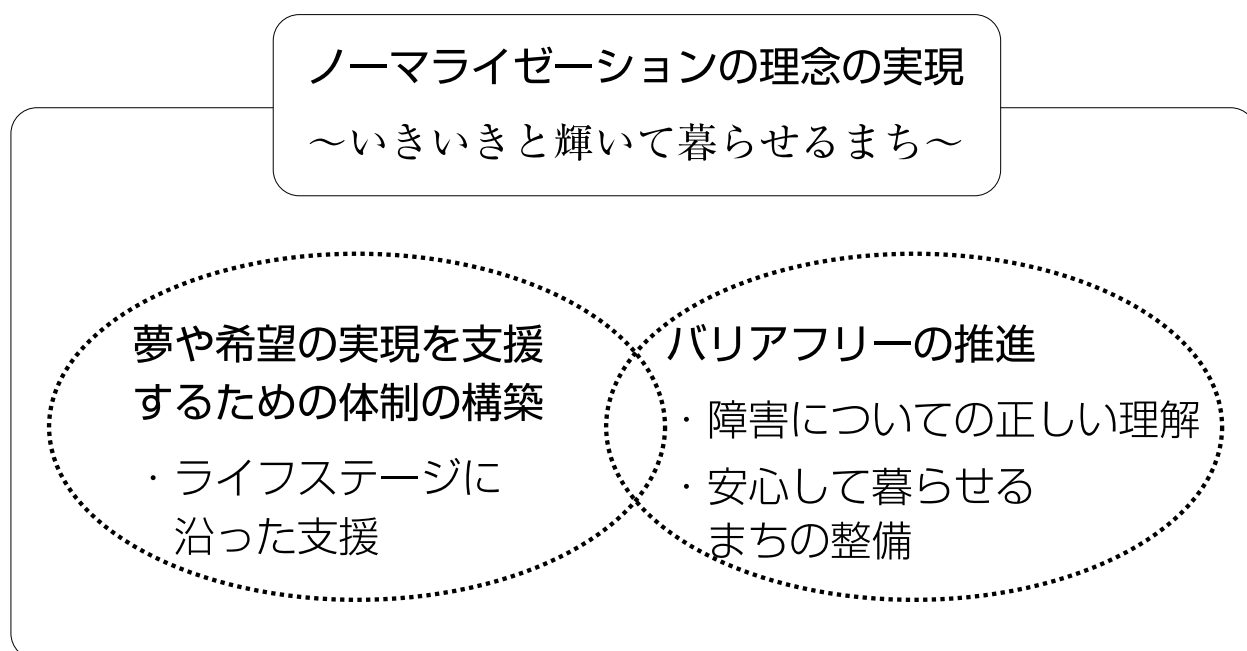 ノーマライゼーションの理念の実現
～いきいきと輝いて暮らせるまち～
夢や希望の実現を支援
するための体制の構築
・ライフステージに
沿った支援
バリアフリーの推進
・障害についての正しい理解
・安心して暮らせる
まちの整備